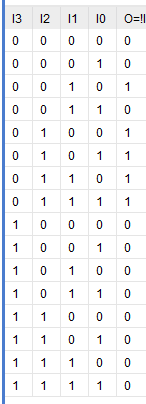 I3 I2 I1 I0 O=!I
0 0 0 0 0
0 0 0 1 0
0 0 1 0 1
0 0 1 1 0
0 1 0 0 1
0 1 0 1 1
0 1 1 0 1
0 1 1 1 1
1 0 0 0 0
1 0 0 1 0
1 0 1 0 0
1 0 1 1 0
1 1 0 0 0
1 1 0 1 0
1 1 1 0 0
1 1 1 1 0